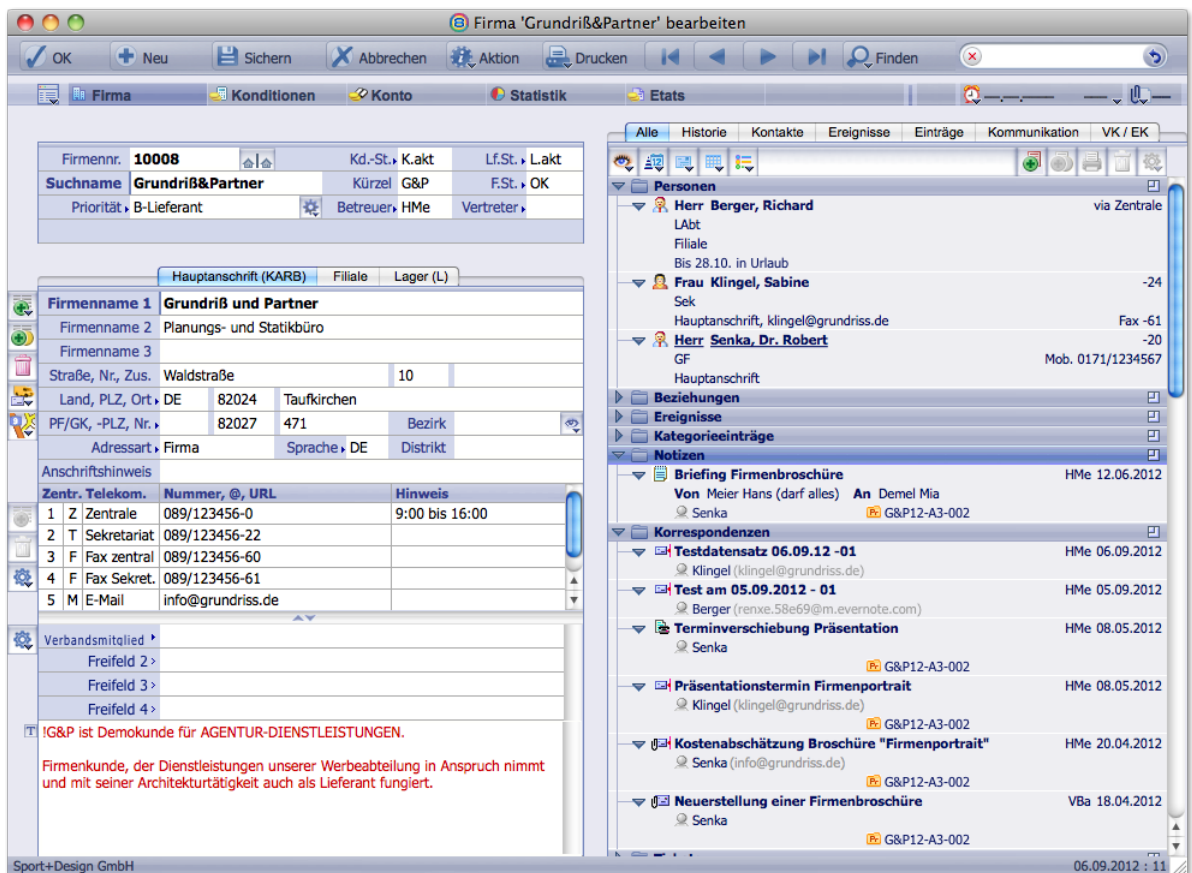 Firma 'Grundriß&Partner' bearbeiten
OK Neu Sichern Abbrechen Aktion Drucken Finden
Firma Konditionen Konto Statistik Etats
Firmennr. 10008 Kd.-St. K.akt Lf.St. L.akt
Suchname Grundriß&Partner Kürzel G&P F.St. OK
Priorität B-Lieferant Betreuer HMe Vertreter
Hauptanschrift (KARB) Filiale Lager (L)
Firmenname 1 Grundriß und Partner
Firmenname 2 Planungs- und Statikbüro
Firmenname 3
Straße, Nr., Zus. Waldstraße 10
Land, PLZ, Ort DE 82024 Taufkirchen
PF/GK, -PLZ, Nr. 82027 471 Bezirk
Adressart Firma Sprache DE Distrikt
Anschriftshinweis
Zentr. Telekom. Nummer, @, URL Hinweis
1 Z Zentrale 089/123456-0 9:00 bis 16:00
2 T Sekretariat 089/123456-22
3 F Fax zentral 089/123456-60
4 F Fax Sekret. 089/123456-61
5 M E-Mail info@grundriss.de
Verbandsmitglied
Freifeld 2 >
Freifeld 3 >
Freifeld 4 >
T !G&P ist Demokunde für AGENTUR-DIENSTLEISTUNGEN.
Firmenkunde, der Dienstleistungen unserer Werbeabteilung in Anspruch nimmt
und mit seiner Architekturtätigkeit auch als Lieferant fungiert.
Alle Historie Kontakte Ereignisse Einträge Kommunikation VK / EK
Personen
Herr Berger, Richard via Zentrale
LAbt
Filiale
Bis 28.10. in Urlaub
Frau Klingel, Sabine -24
Sek
Hauptanschrift, klingel@grundriss.de Fax -61
Herr Senka, Dr. Robert -20
GF Mob. 0171/1234567
Hauptanschrift
Beziehungen
Ereignisse
Kategorieeinträge
Notizen
Briefing Firmenbroschüre HMe 12.06.2012
Von Meier Hans (darf alles) An Demel Mia
Senka Pr G&P12-A3-002
Korrespondenzen
Testdatensatz 06.09.12 -01 HMe 06.09.2012
Klingel (klingel@grundriss.de)
Test am 05.09.2012 - 01 HMe 05.09.2012
Berger (renxe.58e69@m.evernote.com)
Terminverschiebung Präsentation HMe 08.05.2012
Senka
Pr G&P12-A3-002
Präsentationstermin Firmenportrait HMe 08.05.2012
Klingel (klingel@grundriss.de)
Pr G&P12-A3-002
Kostenabschätzung Broschüre "Firmenportrait" HMe 20.04.2012
Senka (info@grundriss.de)
Pr G&P12-A3-002
Neuerstellung einer Firmenbroschüre VBa 18.04.2012
Senka
Pr G&P12-A3-002
Sport+Design GmbH 06.09.2012 : 11